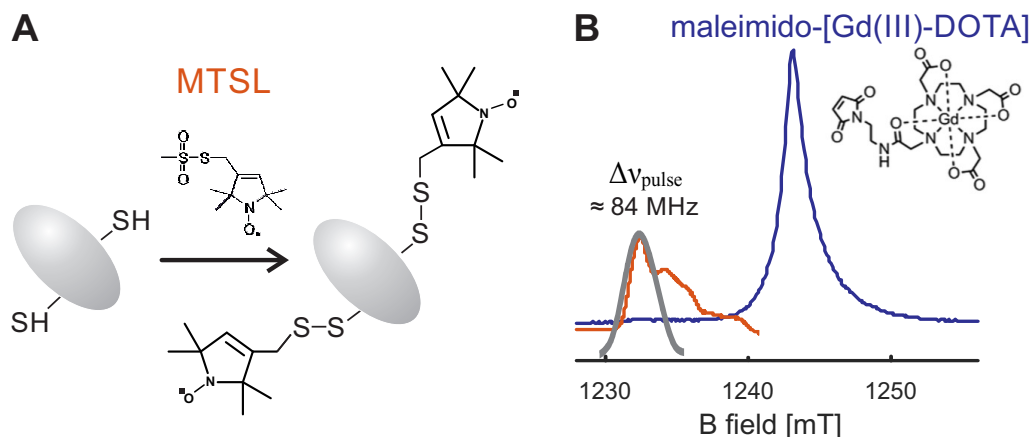 A
MTSL
O
S S
O
N
O.
SH
SH
N
O
S
S
S–S
N
O
B
maleimido-[Gd(III)-DOTA]
Δνpulse
≈ 84 MHz
O
O
O
O
N
N
O
N
O
Gd
O
O
O
N
H
N
N
O
O
1230
1240
1250
B field [mT]